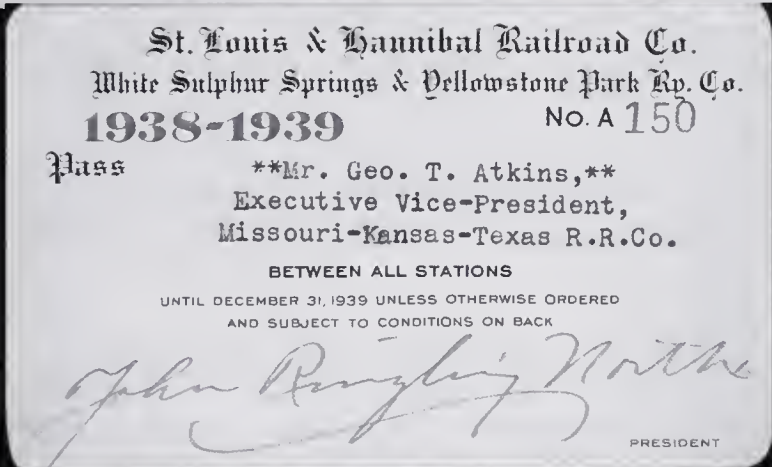 St. Louis & Hannibal Railroad Co.
White Sulphur Springs & Yellowstone Park Ry. Co.
1938-1939
No. A 150
Pass
**Mr. Geo. T. Atkins,**
Executive Vice-President,
Missouri-Kansas-Texas R.R.Co.
BETWEEN ALL STATIONS
UNTIL DECEMBER 31, 1939 UNLESS OTHERWISE ORDERED
AND SUBJECT TO CONDITIONS ON BACK
John Ringling North
PRESIDENT